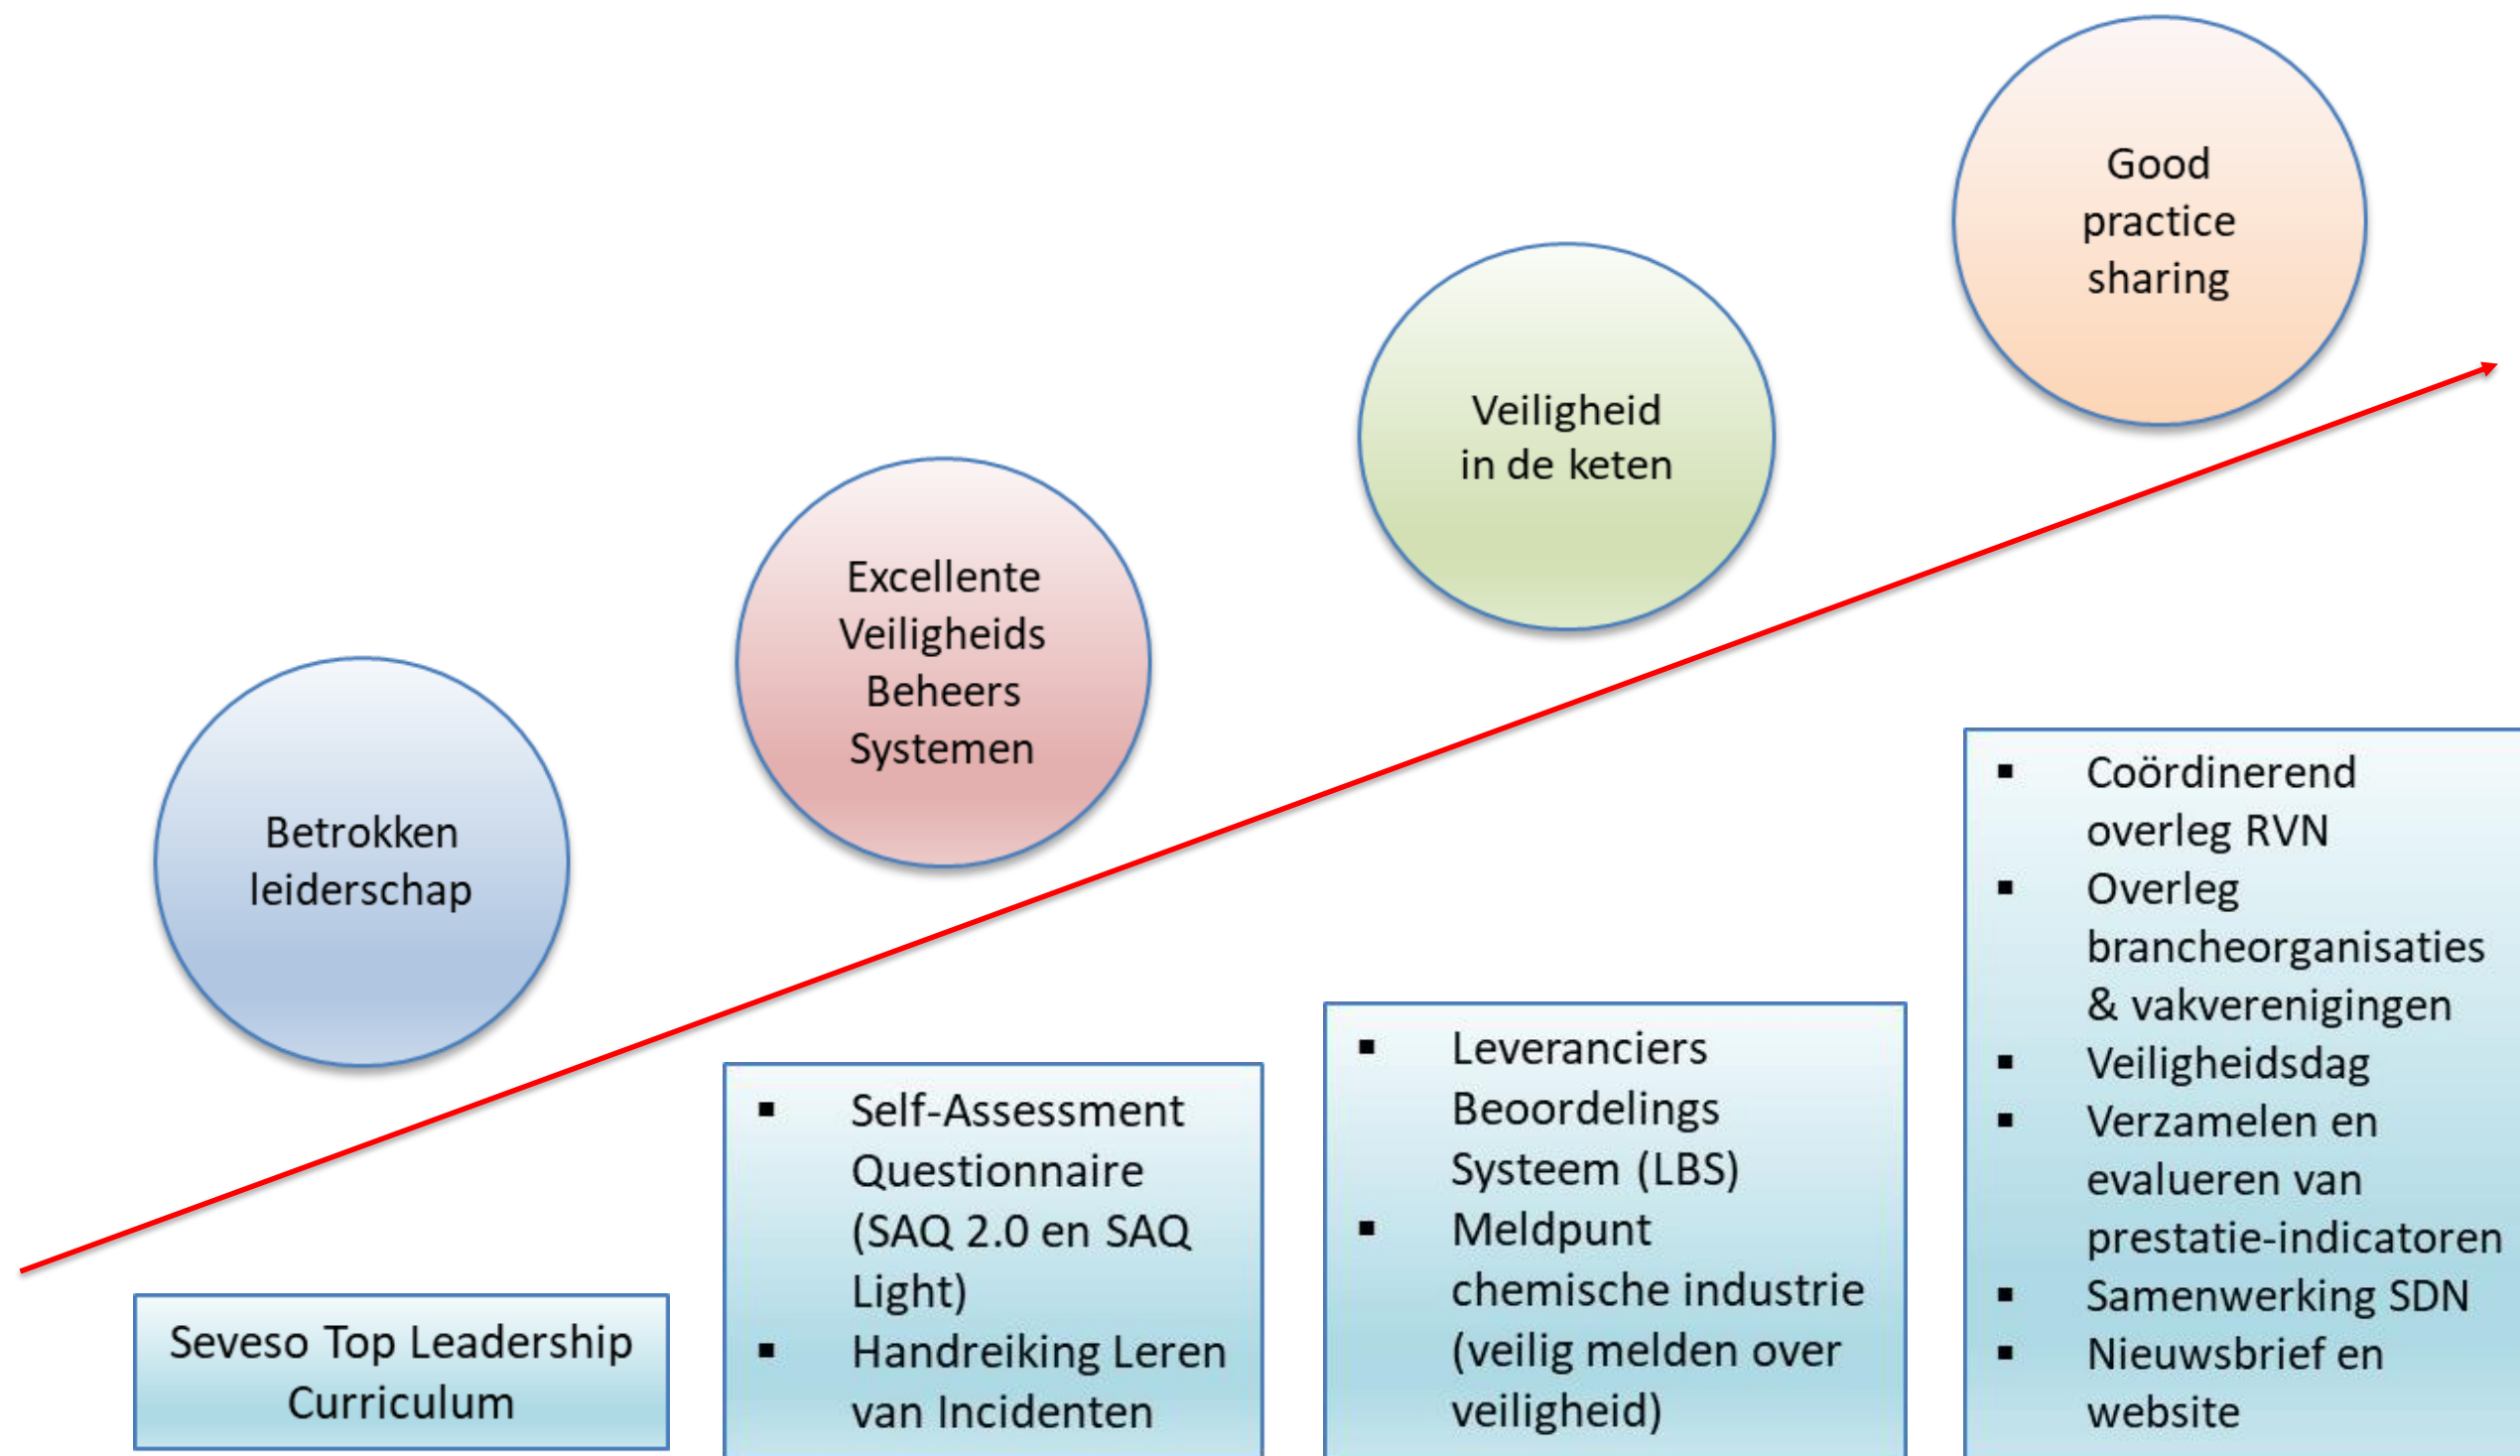 Good
practice
sharing
Veiligheid
in de keten
Excellente
Veiligheids
Beheers
Systemen
Betrokken
leiderschap
Seveso Top Leadership
Curriculum
▪ Self-Assessment
Questionnaire
(SAQ 2.0 en SAQ
Light)
▪ Handreiking Leren
van Incidenten
▪ Leveranciers
Beoordelings
Systeem (LBS)
▪ Meldpunt
chemische industrie
(veilig melden over
veiligheid)
▪ Coördinerend
overleg RVN
▪ Overleg
brancheorganisaties
& vakverenigingen
▪ Veiligheidsdag
▪ Verzamelen en
evalueren van
prestatie-indicatoren
▪ Samenwerking SDN
▪ Nieuwsbrief en
website